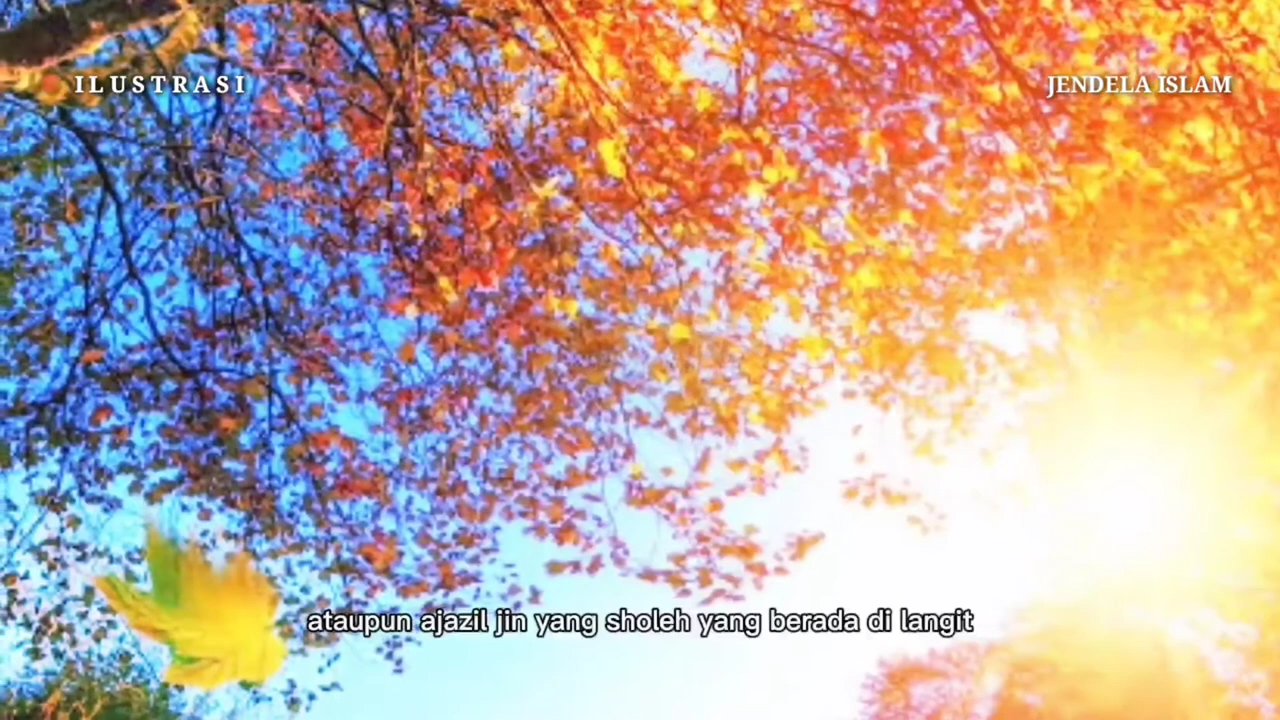 ILUSTRASI
JENDELA ISLAM
ataupun ajazil jin yang sholeh yang berada di langit